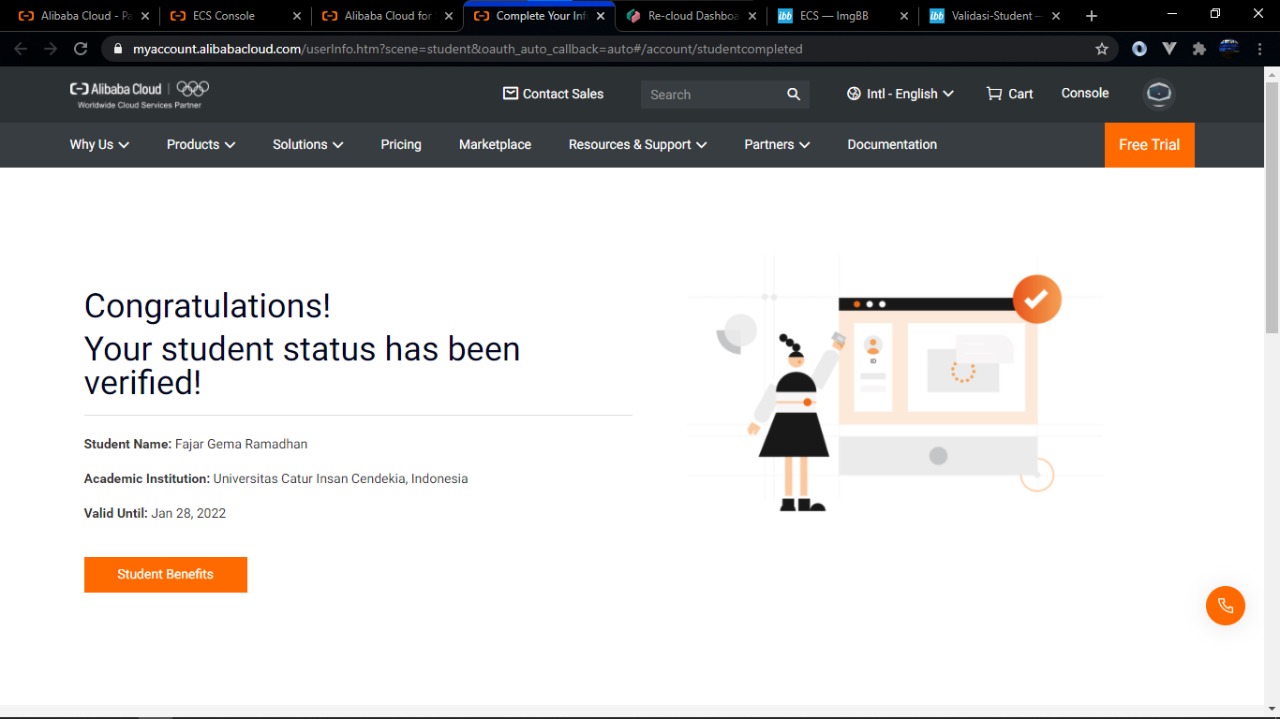 Alibaba Cloud - Pa
ECS Console
Alibaba Cloud for
Complete Your Inf
Re-cloud Dashboa
ibb
ECS — ImgBB
ibb
Validasi-Student —
myaccount.alibabacloud.com/userInfo.htm?scene=student&oauth_auto_callback=auto#/account/studentcompleted
Alibaba Cloud
Worldwide Cloud Services Partner
Contact Sales
Search
Intl - English
Cart
Console
Why Us
Products
Solutions
Pricing
Marketplace
Resources & Support
Partners
Documentation
Free Trial
Congratulations!
Your student status has been
verified!
Student Name: Fajar Gema Ramadhan
Academic Institution: Universitas Catur Insan Cendekia, Indonesia
Valid Until: Jan 28, 2022
Student Benefits
ID